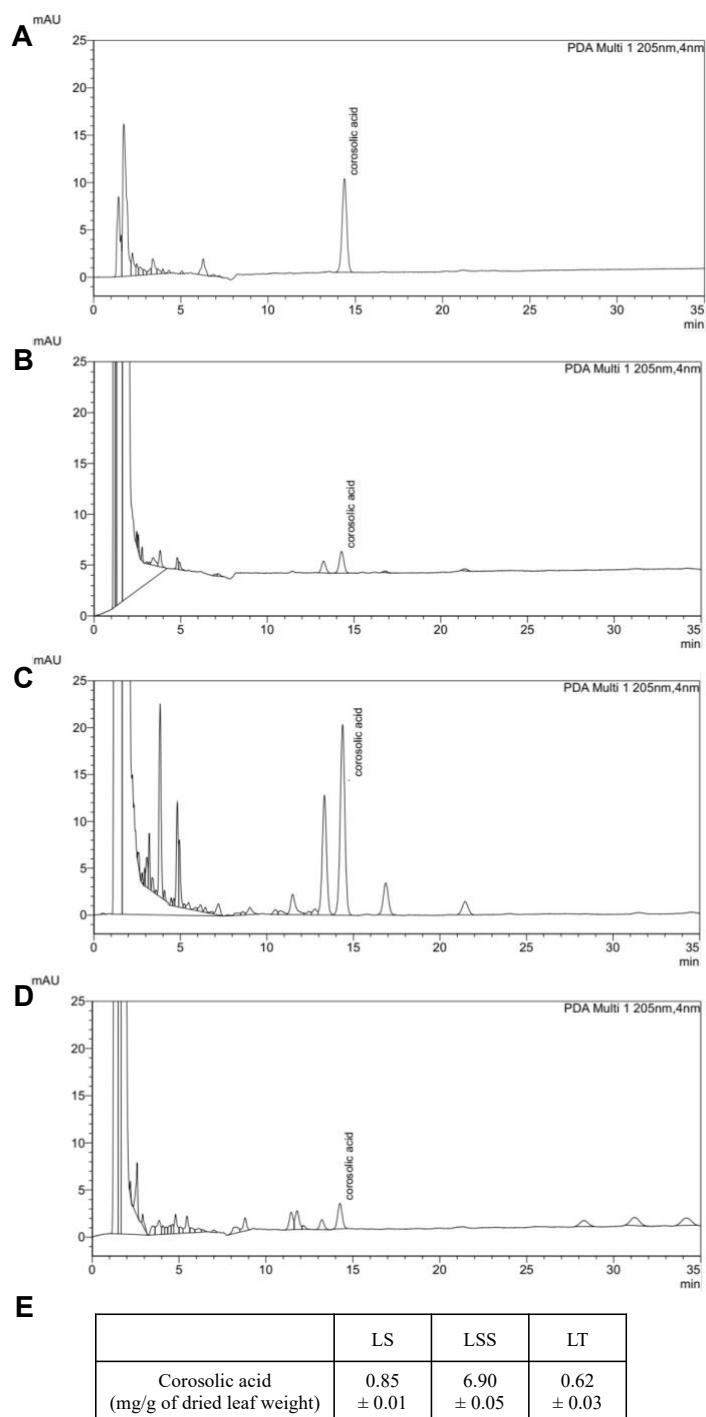 mAU
A
PDA Multi 1 205nm,4nm
25
20
15
10
5
0
corosolic acid
0 5 10 15 20 25 30 35
min
mAU
B
PDA Multi 1 205nm,4nm
25
20
15
10
5
0
corosolic acid
0 5 10 15 20 25 30 35
min
mAU
C
PDA Multi 1 205nm,4nm
25
20
15
10
5
0
corosolic acid
0 5 10 15 20 25 30 35
min
mAU
D
PDA Multi 1 205nm,4nm
25
20
15
10
5
0
corosolic acid
0 5 10 15 20 25 30 35
min
E
LS LSS LT
Corosolic acid 0.85 6.90 0.62
(mg/g of dried leaf weight) ± 0.01 ± 0.05 ± 0.03